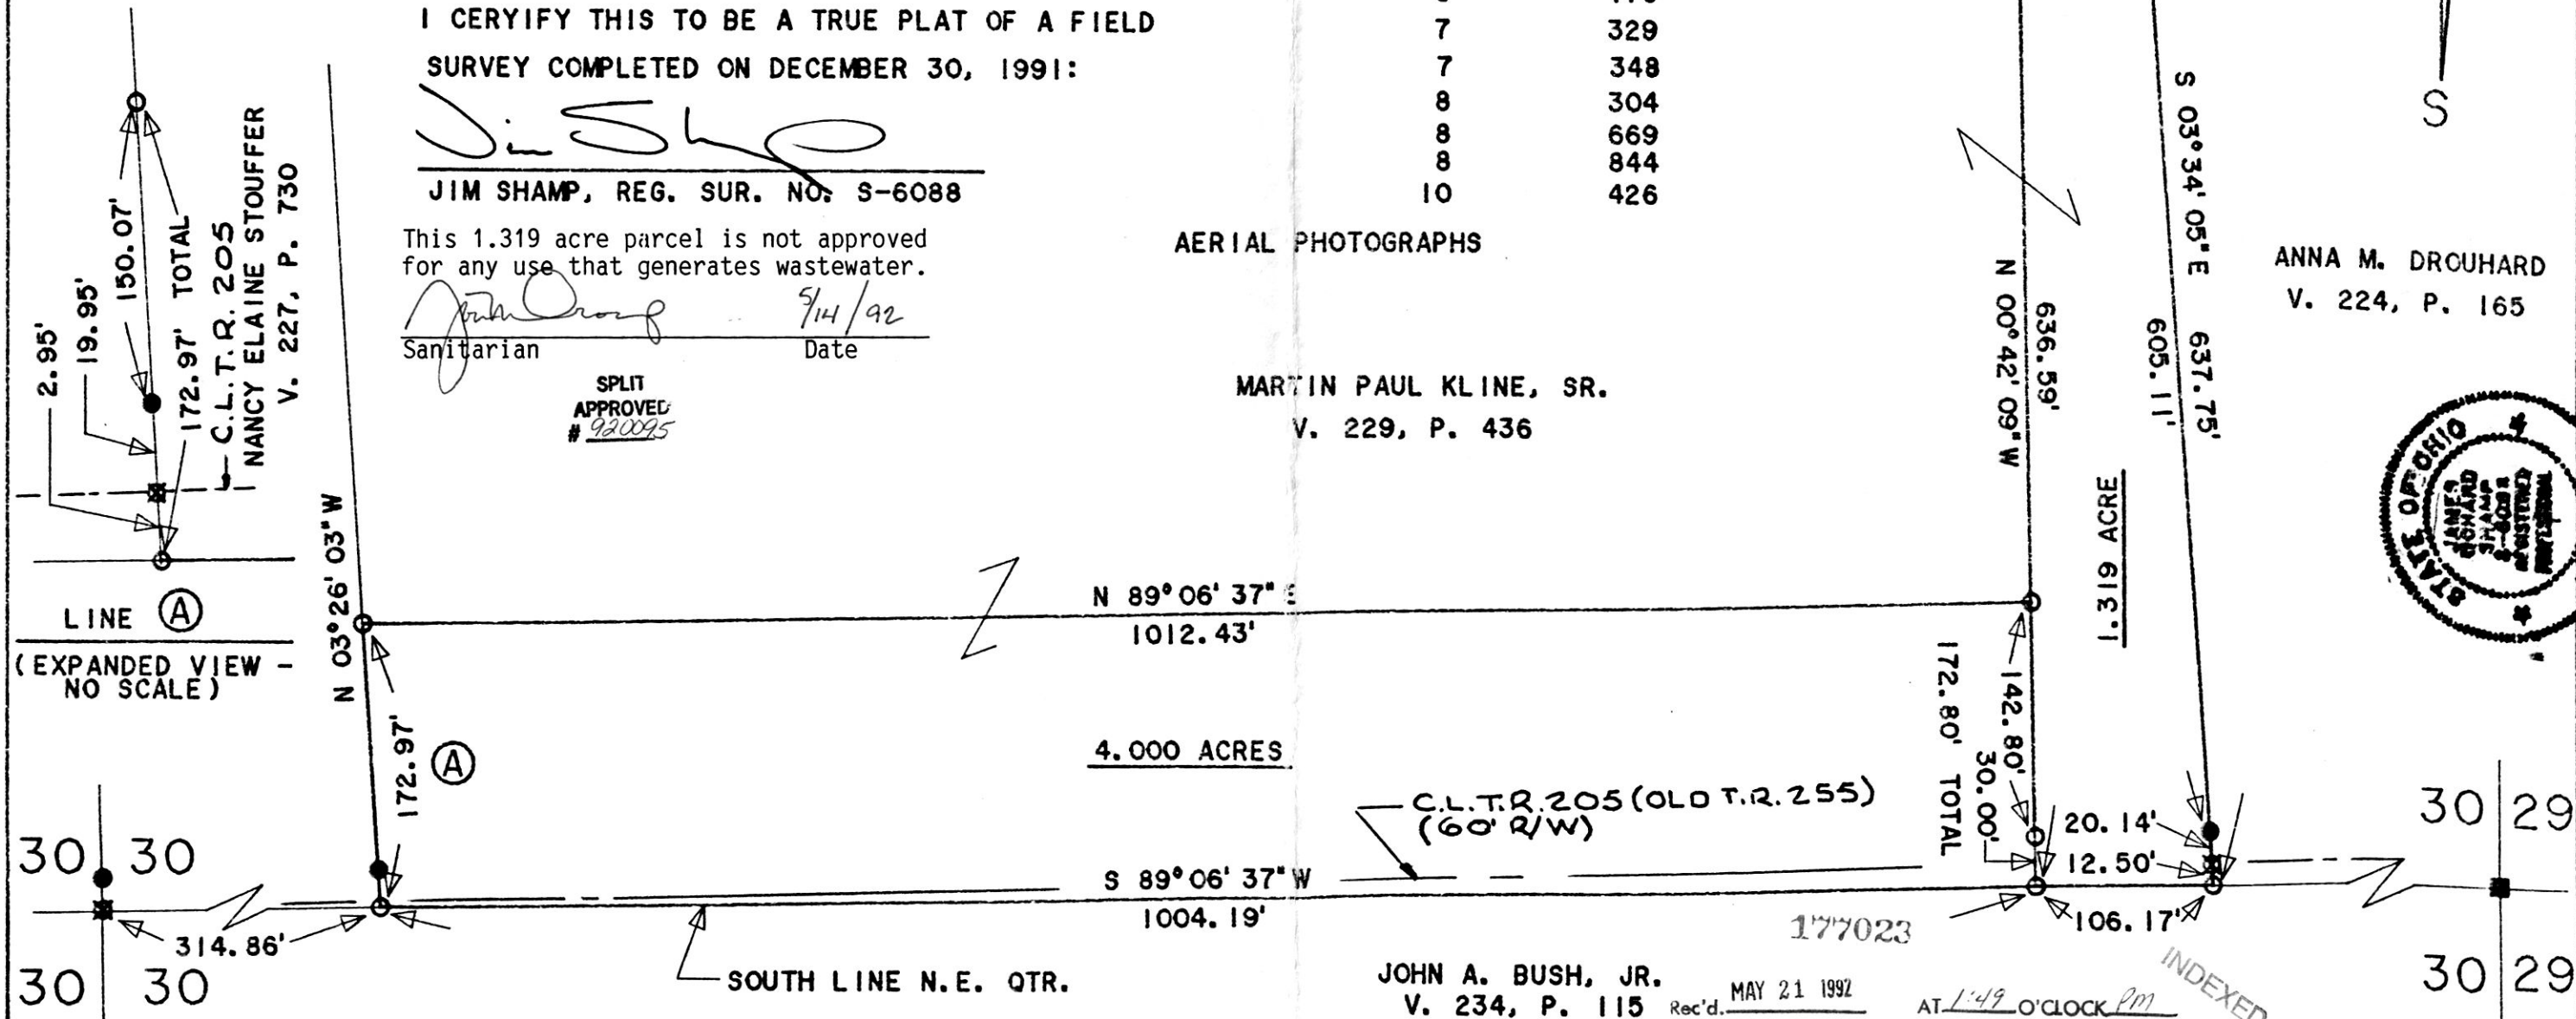 I CERYIFY THIS TO BE A TRUE PLAT OF A FIELD
SURVEY COMPLETED ON DECEMBER 30, 1991:
JIM SHAMP, REG. SUR. NO. S-6088
This 1.319 acre parcel is not approved
for any use that generates wastewater.
5/14/92
Sanitarian Date
SPLIT
APPROVED
# 920095
7 329
7 348
8 304
8 669
8 844
10 426
AERIAL PHOTOGRAPHS
MARTIN PAUL KLINE, SR.
V. 229, P. 436
S
ANNA M. DROUHARD
V. 224, P. 165
S 03°34'05"E 637.75'
605.11'
N 00°42'09"W
636.59'
1.319 ACRE
STATE OF OHIO
JAMES
SHAMP
REGISTERED
2.95'
19.95'
150.07'
172.97' TOTAL
C.L.T.R. 205
NANCY ELAINE STOUFFER
V. 227, P. 730
LINE A
(EXPANDED VIEW -
NO SCALE)
N 03°26'03"W
172.97'
A
N 89°06'37"E
1012.43'
4.000 ACRES
C.L.T.R. 205 (OLD T.R. 255)
(60' R/W)
172.80' TOTAL
142.80'
30.00'
20.14'
12.50'
106.17'
S 89°06'37"W
1004.19'
314.86'
30 30
30 30
30 29
30 29
SOUTH LINE N.E. QTR.
177023
JOHN A. BUSH, JR.
V. 234, P. 115
Rec'd. MAY 21 1992 AT 1:49 O'CLOCK PM
INDEXED